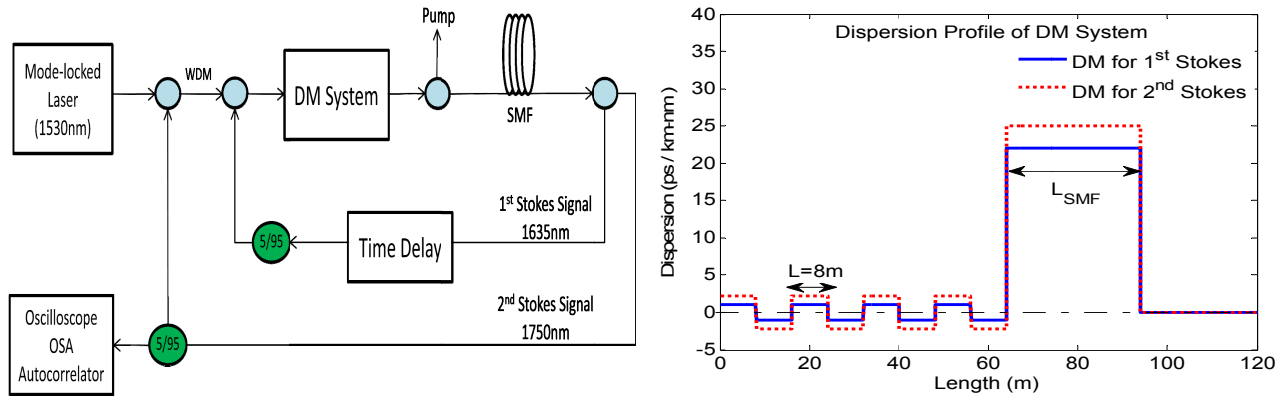 Mode-locked
Laser
(1530nm)
WDM
DM System
Pump
SMF
1st Stokes Signal
1635nm
5/95
Time Delay
2nd Stokes Signal
1750nm
Oscilloscope
OSA
Autocorrelator
5/95
Dispersion Profile of DM System
DM for 1st Stokes
DM for 2nd Stokes
LSMF
L=8m
Dispersion (ps / km-nm)
40
35
30
25
20
15
10
5
0
-5
0 20 40 60 80 100 120
Length (m)